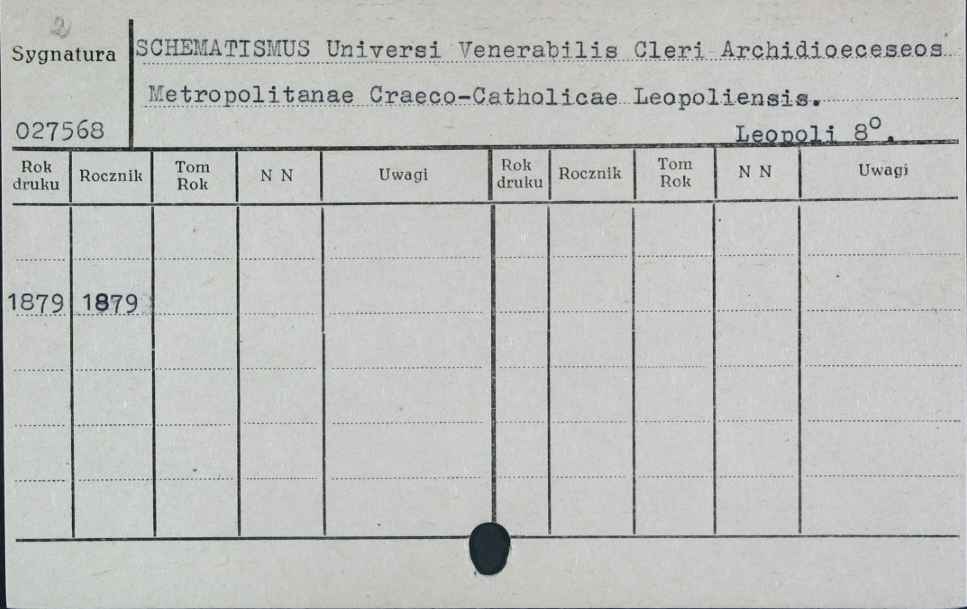 2
Sygnatura
SCHEMATISMUS Universi Venerabilis Cleri Archidioeceseos
Metropolitanae Craeco-Catholicae Leopoliensis.
027568
Leopoli 8°.
Rok druku Rocznik Tom Rok N N Uwagi Rok druku Rocznik Tom Rok N N Uwagi
1879 1879